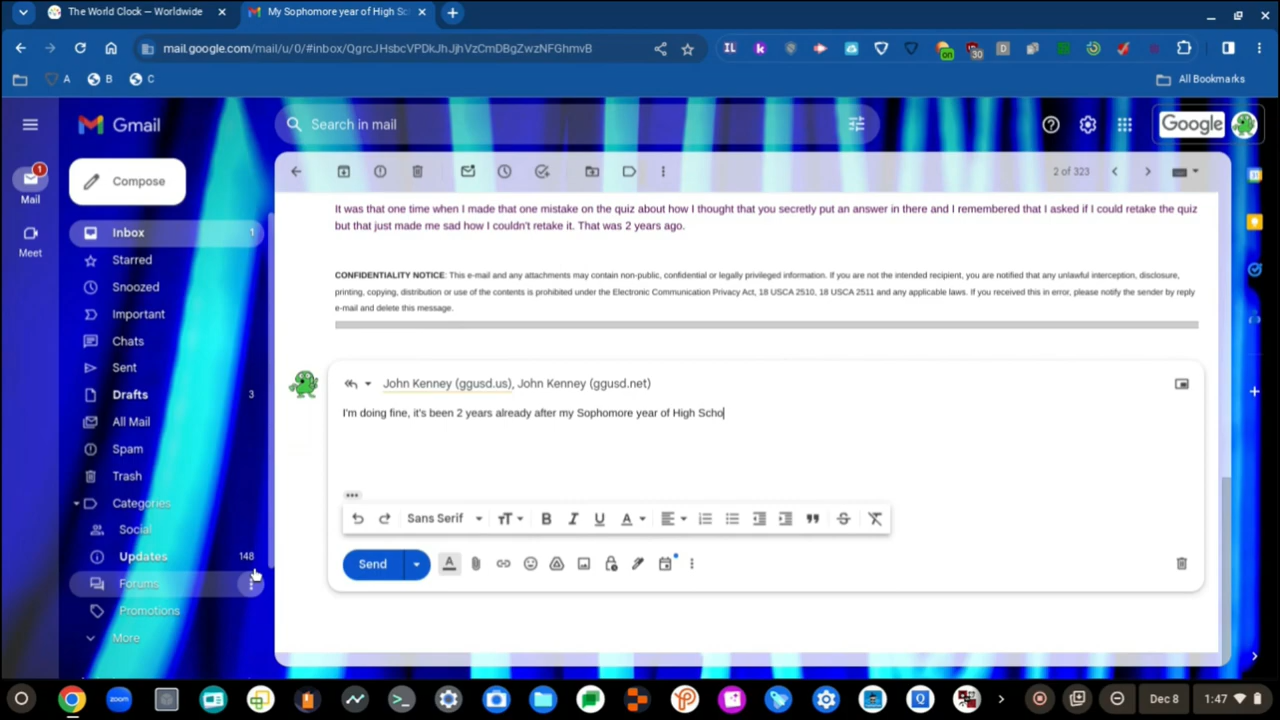 The World Clock — Worldwide
My Sophomore year of High Sc
mail.google.com/mail/u/0/#inbox/QgrcJHsbcVPDkJhJjhVzCmDBgZwzNFGhmvB
IL
k
on
30
D
A
B
C
All Bookmarks
Gmail
Search in mail
Google
1
Mail
Meet
Compose
Inbox 1
Starred
Snoozed
Important
Chats
Sent
Drafts 3
All Mail
Spam
Trash
Categories
Social
Updates 148
Forums
Promotions
More
2 of 323
It was that one time when I made that one mistake on the quiz about how I thought that you secretly put an answer in there and I remembered that I asked if I could retake the quiz
but that just made me sad how I couldn't retake it. That was 2 years ago.
CONFIDENTIALITY NOTICE: This e-mail and any attachments may contain non-public, confidential or legally privileged information. If you are not the intended recipient, you are notified that any unlawful interception, disclosure,
printing, copying, distribution or use of the contents is prohibited under the Electronic Communication Privacy Act, 18 USCA 2510, 18 USCA 2511 and any applicable laws. If you received this in error, please notify the sender by reply
e-mail and delete this message.
John Kenney (ggusd.us), John Kenney (ggusd.net)
I'm doing fine, it's been 2 years already after my Sophomore year of High Scho
Sans Serif
Send
zoom
Dec 8
1:47